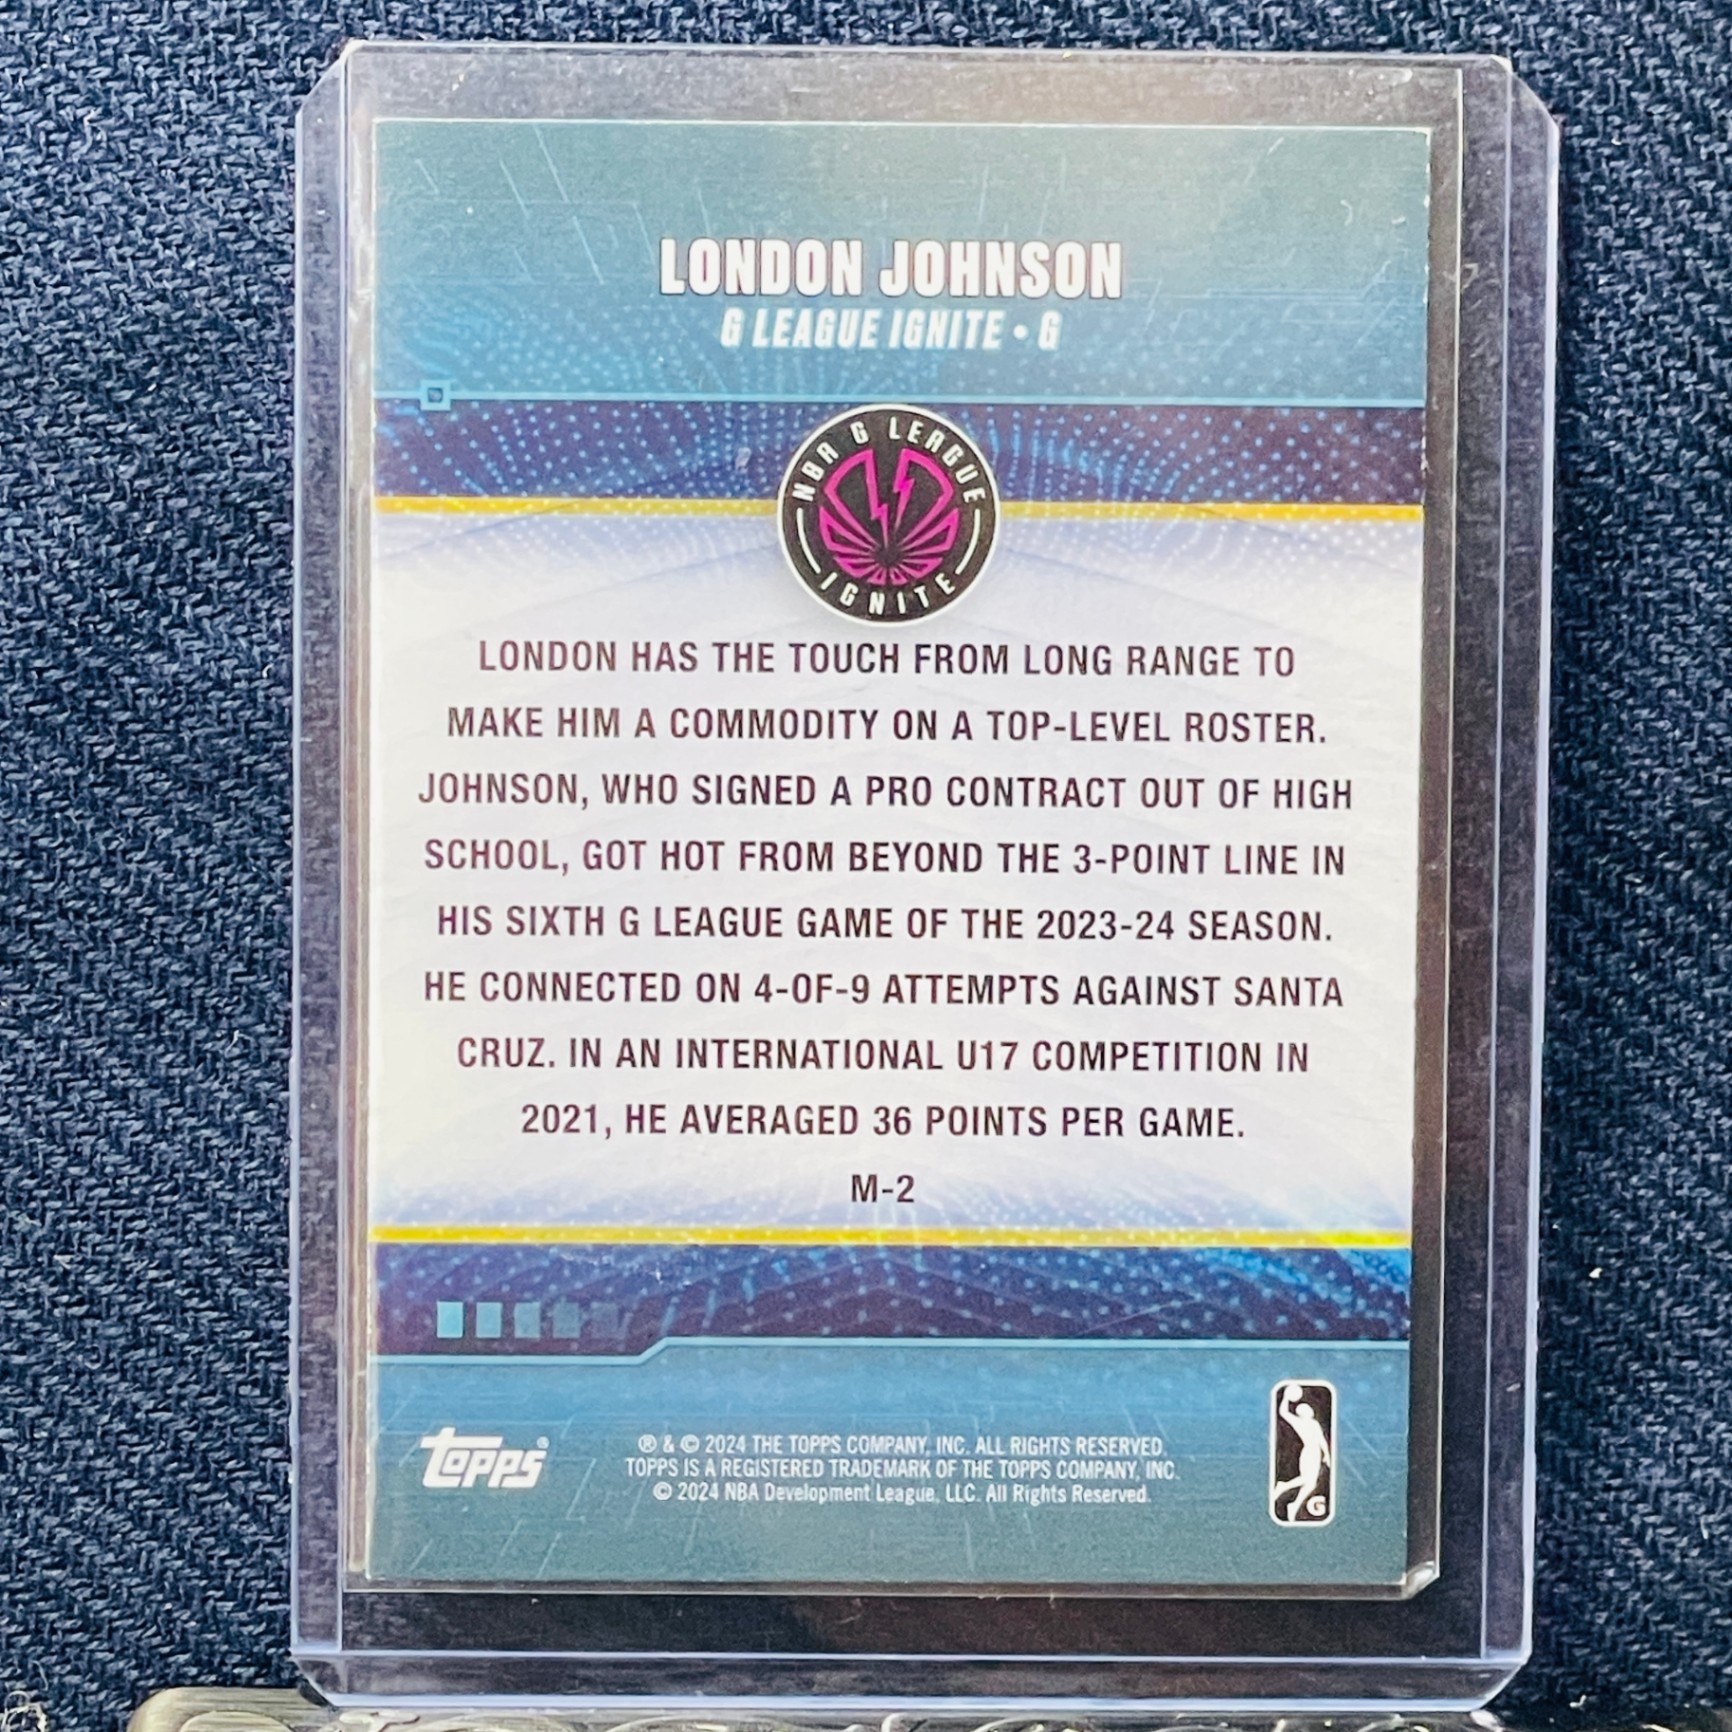 LONDON JOHNSON
G LEAGUE IGNITE • G
NBA G LEAGUE
IGNITE
LONDON HAS THE TOUCH FROM LONG RANGE TO
MAKE HIM A COMMODITY ON A TOP-LEVEL ROSTER.
JOHNSON, WHO SIGNED A PRO CONTRACT OUT OF HIGH
SCHOOL, GOT HOT FROM BEYOND THE 3-POINT LINE IN
HIS SIXTH G LEAGUE GAME OF THE 2023-24 SEASON.
HE CONNECTED ON 4-OF-9 ATTEMPTS AGAINST SANTA
CRUZ. IN AN INTERNATIONAL U17 COMPETITION IN
2021, HE AVERAGED 36 POINTS PER GAME.
M-2
topps®
® & © 2024 THE TOPPS COMPANY, INC. ALL RIGHTS RESERVED.
TOPPS IS A REGISTERED TRADEMARK OF THE TOPPS COMPANY, INC.
© 2024 NBA Development League, LLC. All Rights Reserved.
G